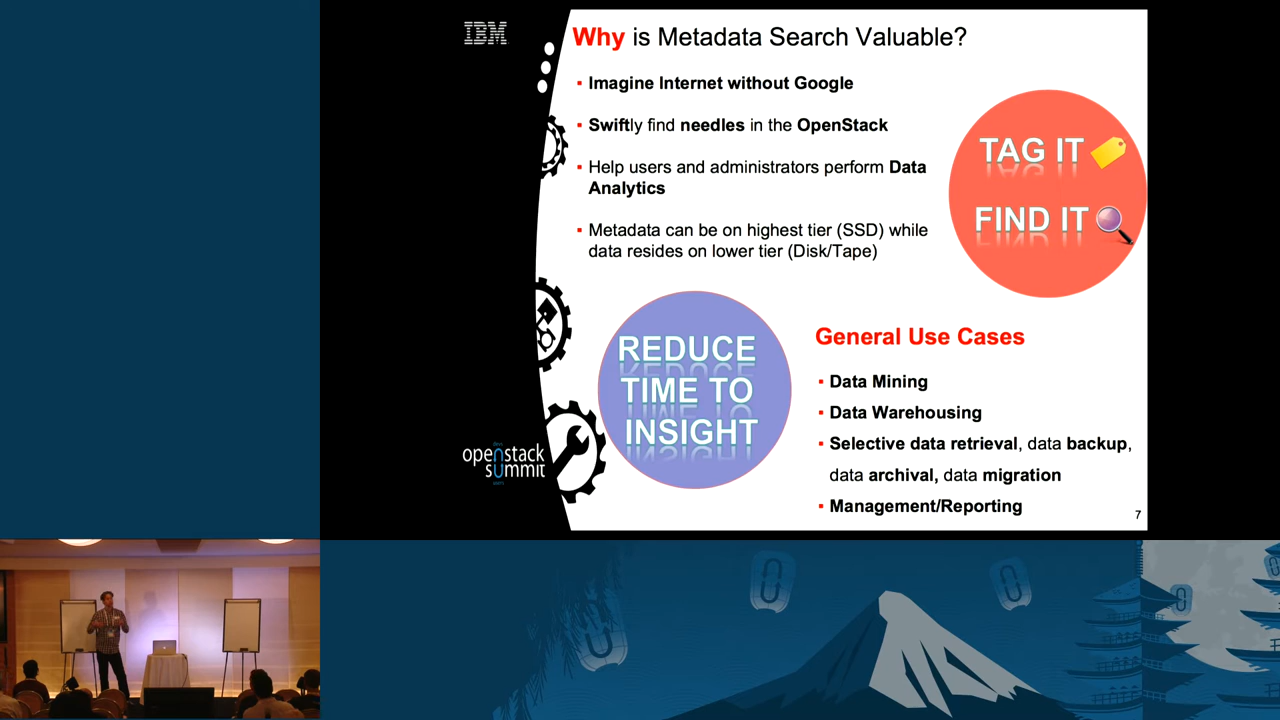 IBM
Why is Metadata Search Valuable?
▪ Imagine Internet without Google
▪ Swiftly find needles in the OpenStack
▪ Help users and administrators perform Data
Analytics
▪ Metadata can be on highest tier (SSD) while
data resides on lower tier (Disk/Tape)
TAG IT
FIND IT
REDUCE
TIME TO
INSIGHT
General Use Cases
▪ Data Mining
▪ Data Warehousing
▪ Selective data retrieval, data backup,
data archival, data migration
▪ Management/Reporting
openstack
summit
7